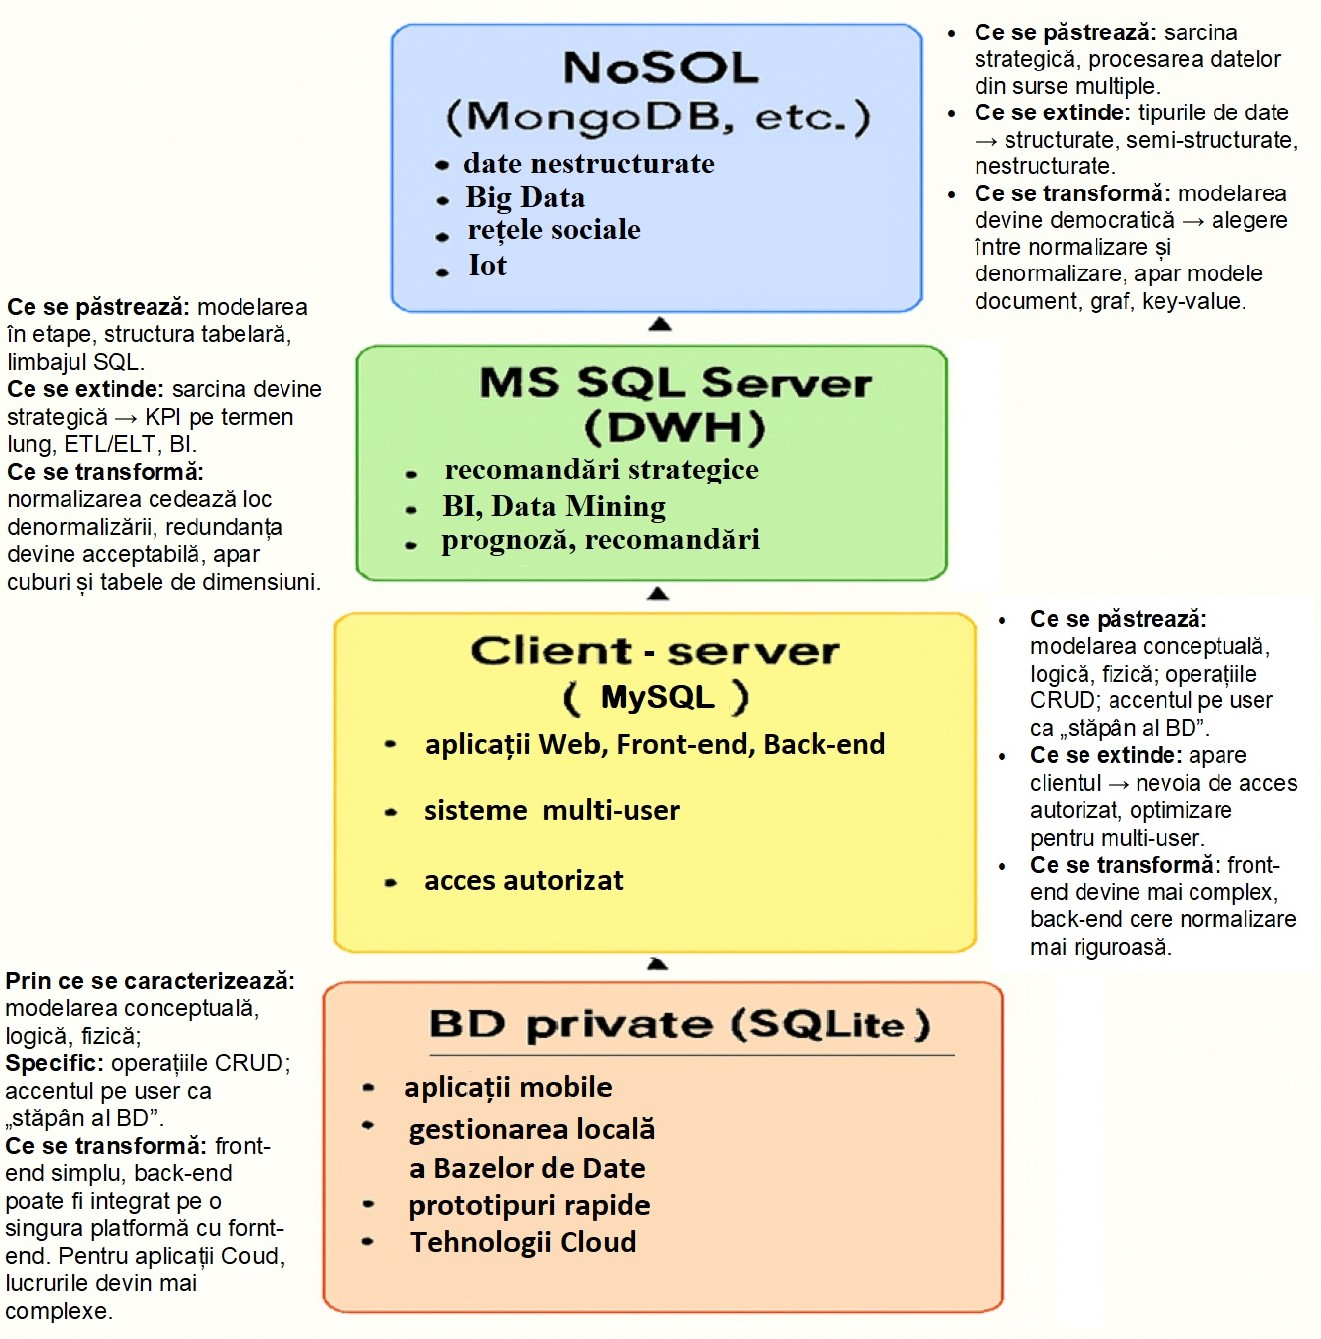 NoSOL
(MongoDB, etc.)
• date nestructurate
• Big Data
• rețele sociale
• Iot
• Ce se păstrează: sarcina
strategică, procesarea datelor
din surse multiple.
• Ce se extinde: tipurile de date
→ structurate, semi-structurate,
nestructurate.
• Ce se transformă: modelarea
devine democratică → alegere
între normalizare și
denormalizare, apar modele
document, graf, key-value.
Ce se păstrează: modelarea
în etape, structura tabelară,
limbajul SQL.
Ce se extinde: sarcina devine
strategică → KPI pe termen
lung, ETL/ELT, BI.
Ce se transformă:
normalizarea cedează loc
denormalizării, redundanța
devine acceptabilă, apar
cuburi și tabele de dimensiuni.
MS SQL Server
(DWH)
• recomandări strategice
• BI, Data Mining
• prognoză, recomandări
Client - server
( MySQL )
• aplicații Web, Front-end, Back-end
• sisteme multi-user
• acces autorizat
• Ce se păstrează:
modelarea conceptuală,
logică, fizică; operațiile
CRUD; accentul pe user
ca „stăpân al BD”.
• Ce se extinde: apare
clientul → nevoia de acces
autorizat, optimizare
pentru multi-user.
• Ce se transformă: front-
end devine mai complex,
back-end cere normalizare
mai riguroasă.
Prin ce se caracterizează:
modelarea conceptuală,
logică, fizică;
Specific: operațiile CRUD;
accentul pe user ca
„stăpân al BD”.
Ce se transformă: front-
end simplu, back-end
poate fi integrat pe o
singura platformă cu fornt-
end. Pentru aplicații Coud,
lucrurile devin mai
complexe.
BD private (SQLite )
• aplicații mobile
• gestionarea locală
a Bazelor de Date
• prototipuri rapide
• Tehnologii Cloud